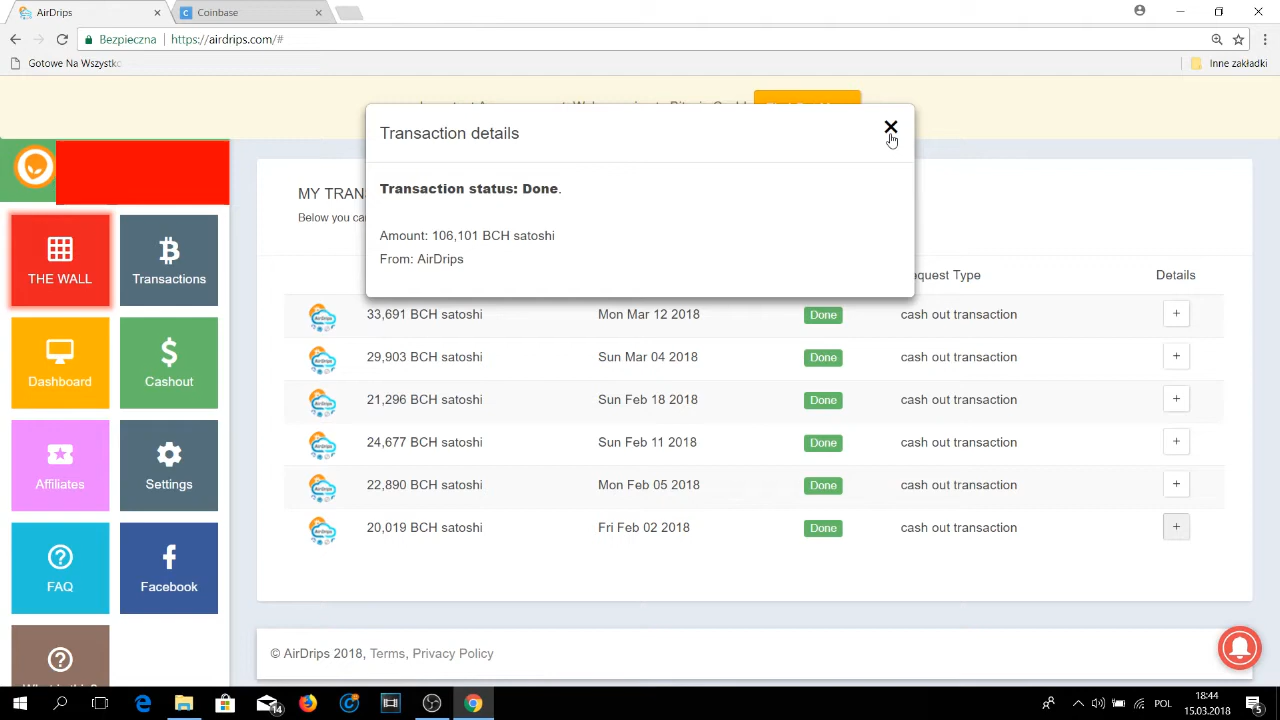 AirDrips
Coinbase
Bezpieczna
https://airdrips.com/#
Gotowe Na Wszystko
Inne zakładki
Transaction details
Transaction status: Done.
Amount: 106,101 BCH satoshi
From: AirDrips
MY TRAN
Below you ca
quest Type
Details
33,691 BCH satoshi Mon Mar 12 2018 Done cash out transaction +
29,903 BCH satoshi Sun Mar 04 2018 Done cash out transaction +
21,296 BCH satoshi Sun Feb 18 2018 Done cash out transaction +
24,677 BCH satoshi Sun Feb 11 2018 Done cash out transaction +
22,890 BCH satoshi Mon Feb 05 2018 Done cash out transaction +
20,019 BCH satoshi Fri Feb 02 2018 Done cash out transaction +
THE WALL
Transactions
Dashboard
Cashout
Affiliates
Settings
FAQ
Facebook
© AirDrips 2018, Terms, Privacy Policy
14
POL
18:44
15.03.2018
5